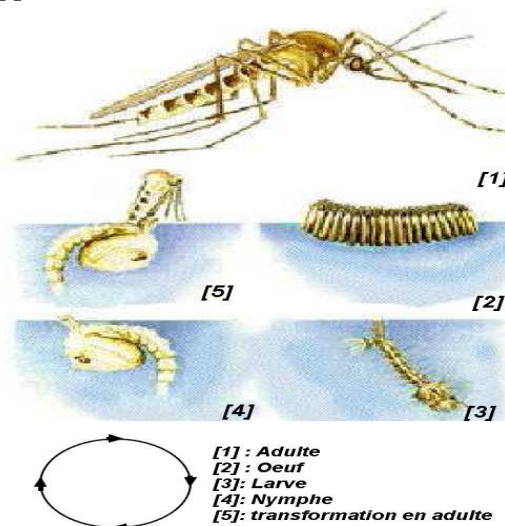 [1]
[5]
[2]
[4]
[3]
[1] : Adulte
[2] : Oeuf
[3]: Larve
[4]: Nymphe
[5]: transformation en adulte